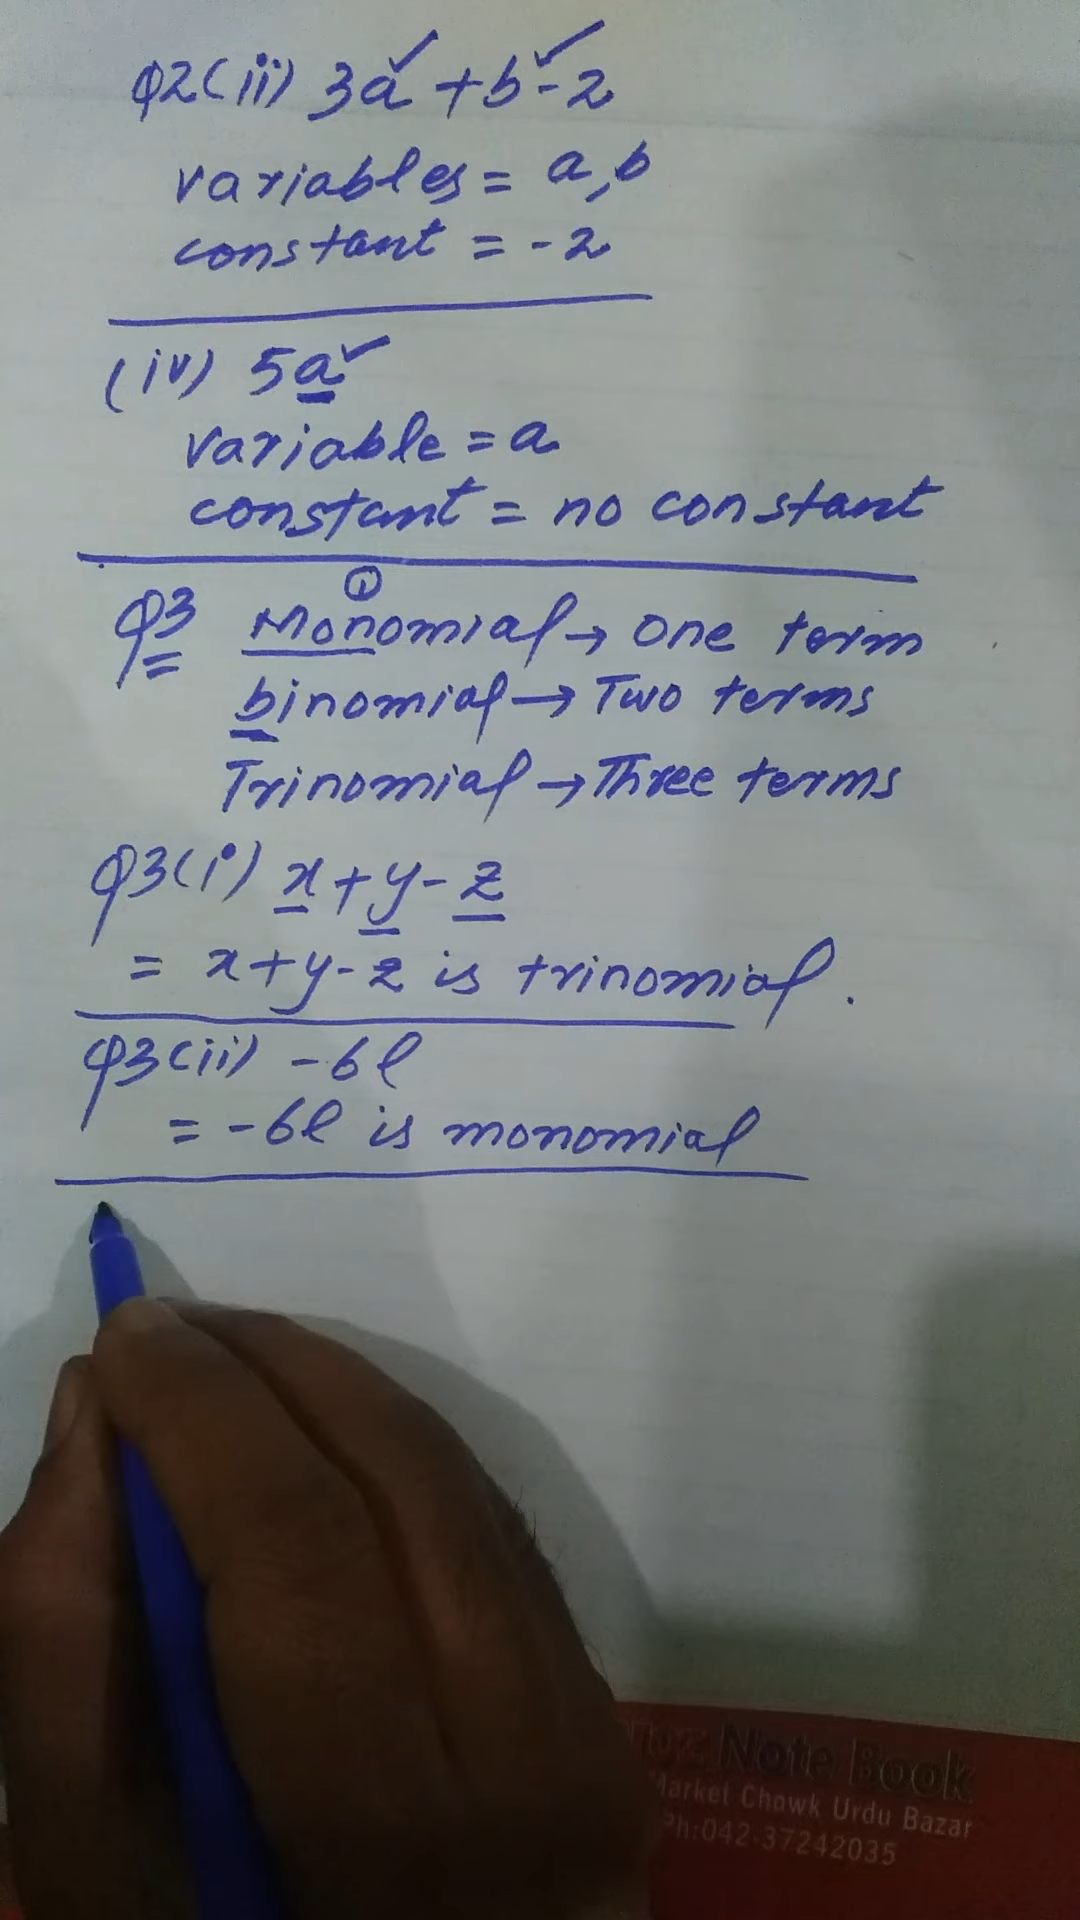 Q2(ii) 3a + b - 2
variables = a, b
constant = - 2
(iv) 5a
variable = a
constant = no constant
①
Q3 Monomial → one term
binomial → Two terms
Trinomial → Three terms
Q3(i) x + y - z
= x + y - z is trinomial.
Q3(ii) - 6l
= - 6l is monomial
Note Book
Market Chowk Urdu Bazar
Ph:042-37242035